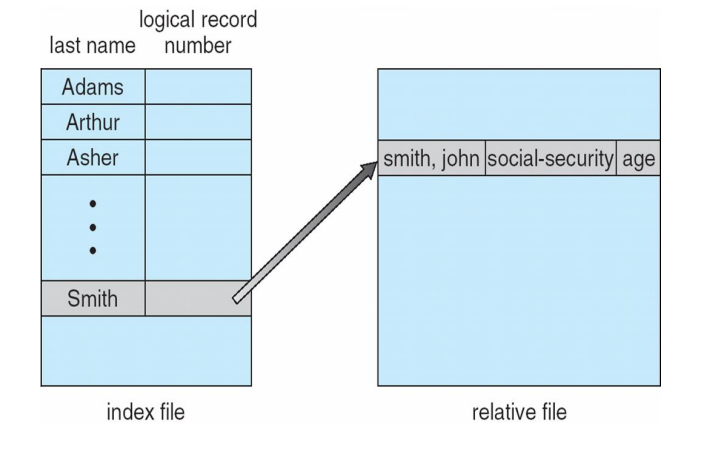 logical record
last name number
Adams
Arthur
Asher
Smith
smith, john social-security age
index file
relative file